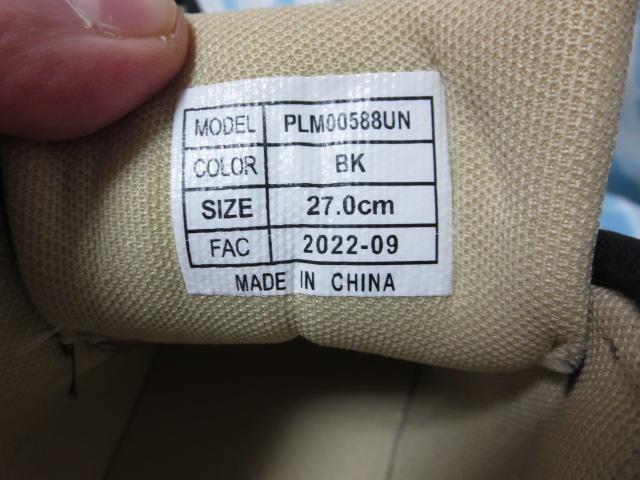 MODEL PLM00588UN
COLOR BK
SIZE 27.0cm
FAC 2022-09
MADE IN CHINA